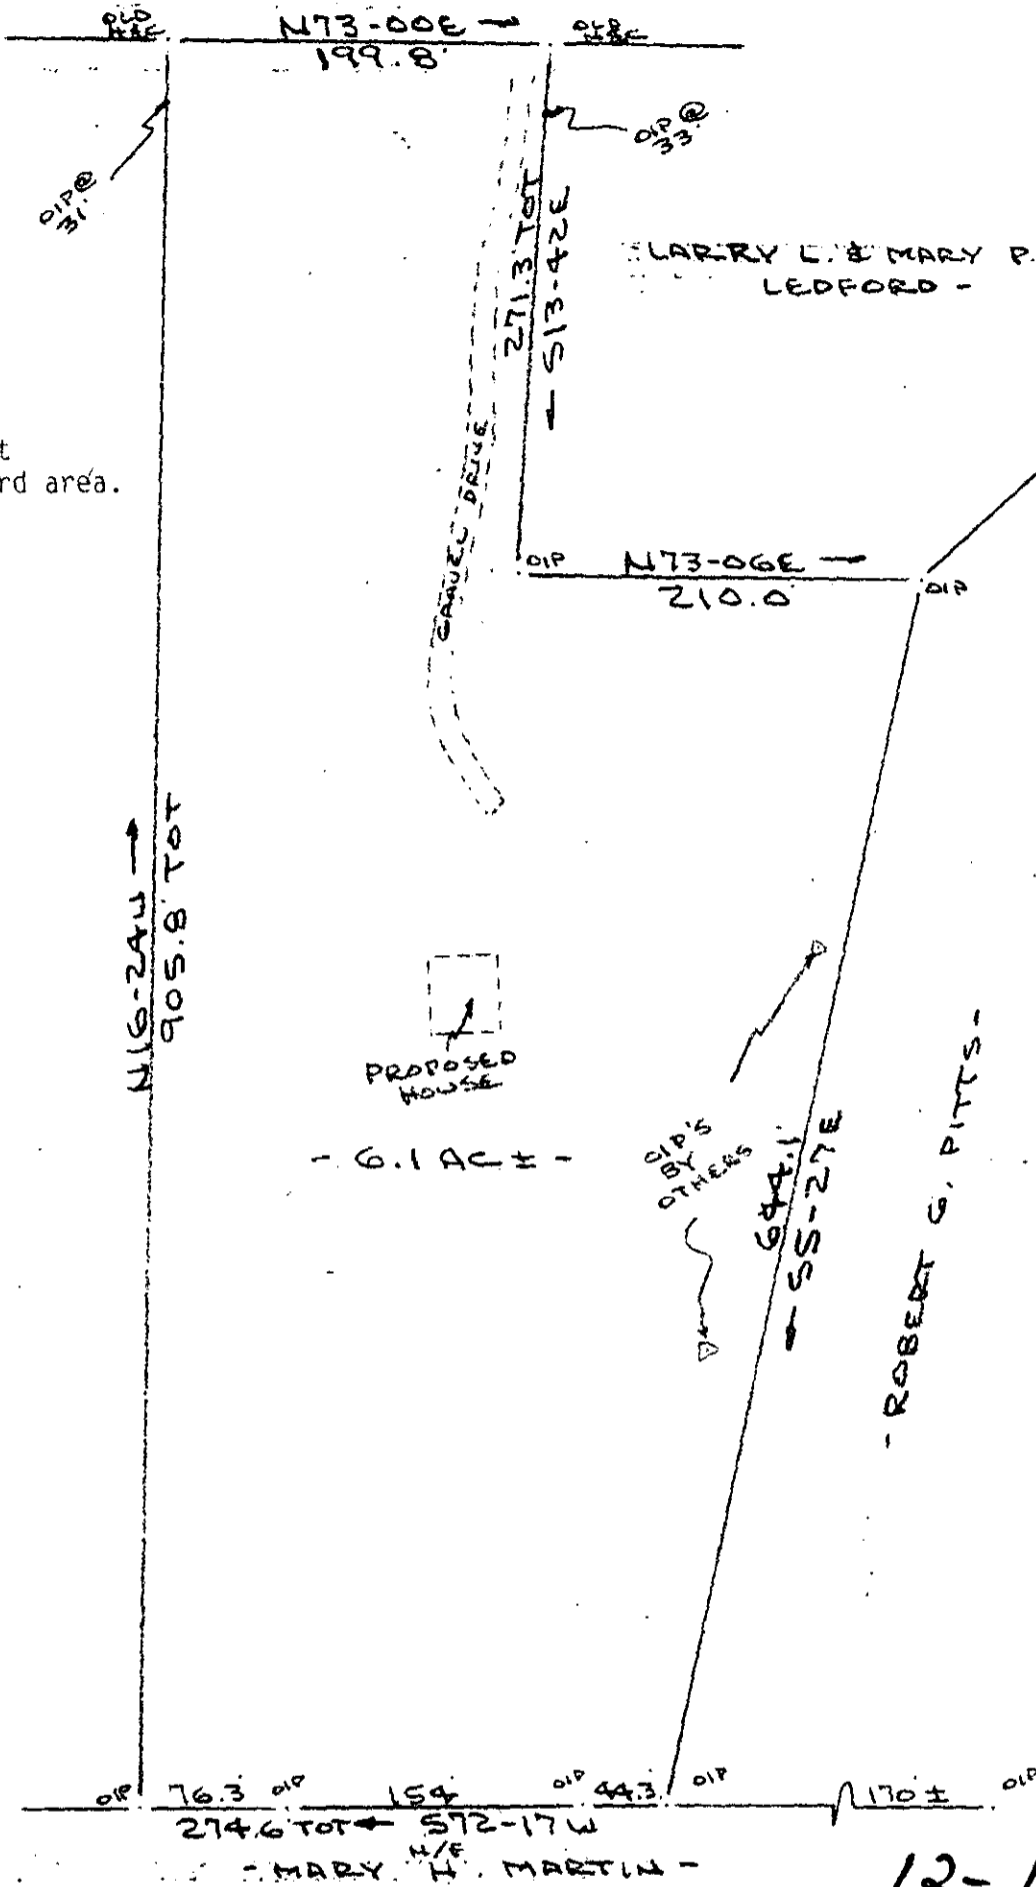 OLD
N73-00E
199.8'
OLD
OIP @
31'
OIP @
33'
271.3 TOT
S13-42E
LARRY L. & MARY P.
LEDFORD -
t
rd area.
GRAVEL DRIVE
OIP
N73-06E
210.0'
OIP
N16-24W
905.8 TOT
PROPOSED
HOUSE
- 6.1 AC ± -
OIP'S
BY
OTHERS
644.1'
S5-27E
- ROBERT G. PITTS -
OIP 76.3 OIP 154 OIP 44.3 OIP 170 ± OIP
274.6 TOT S72-17W
N/F
- MARY H. MARTIN -
12-